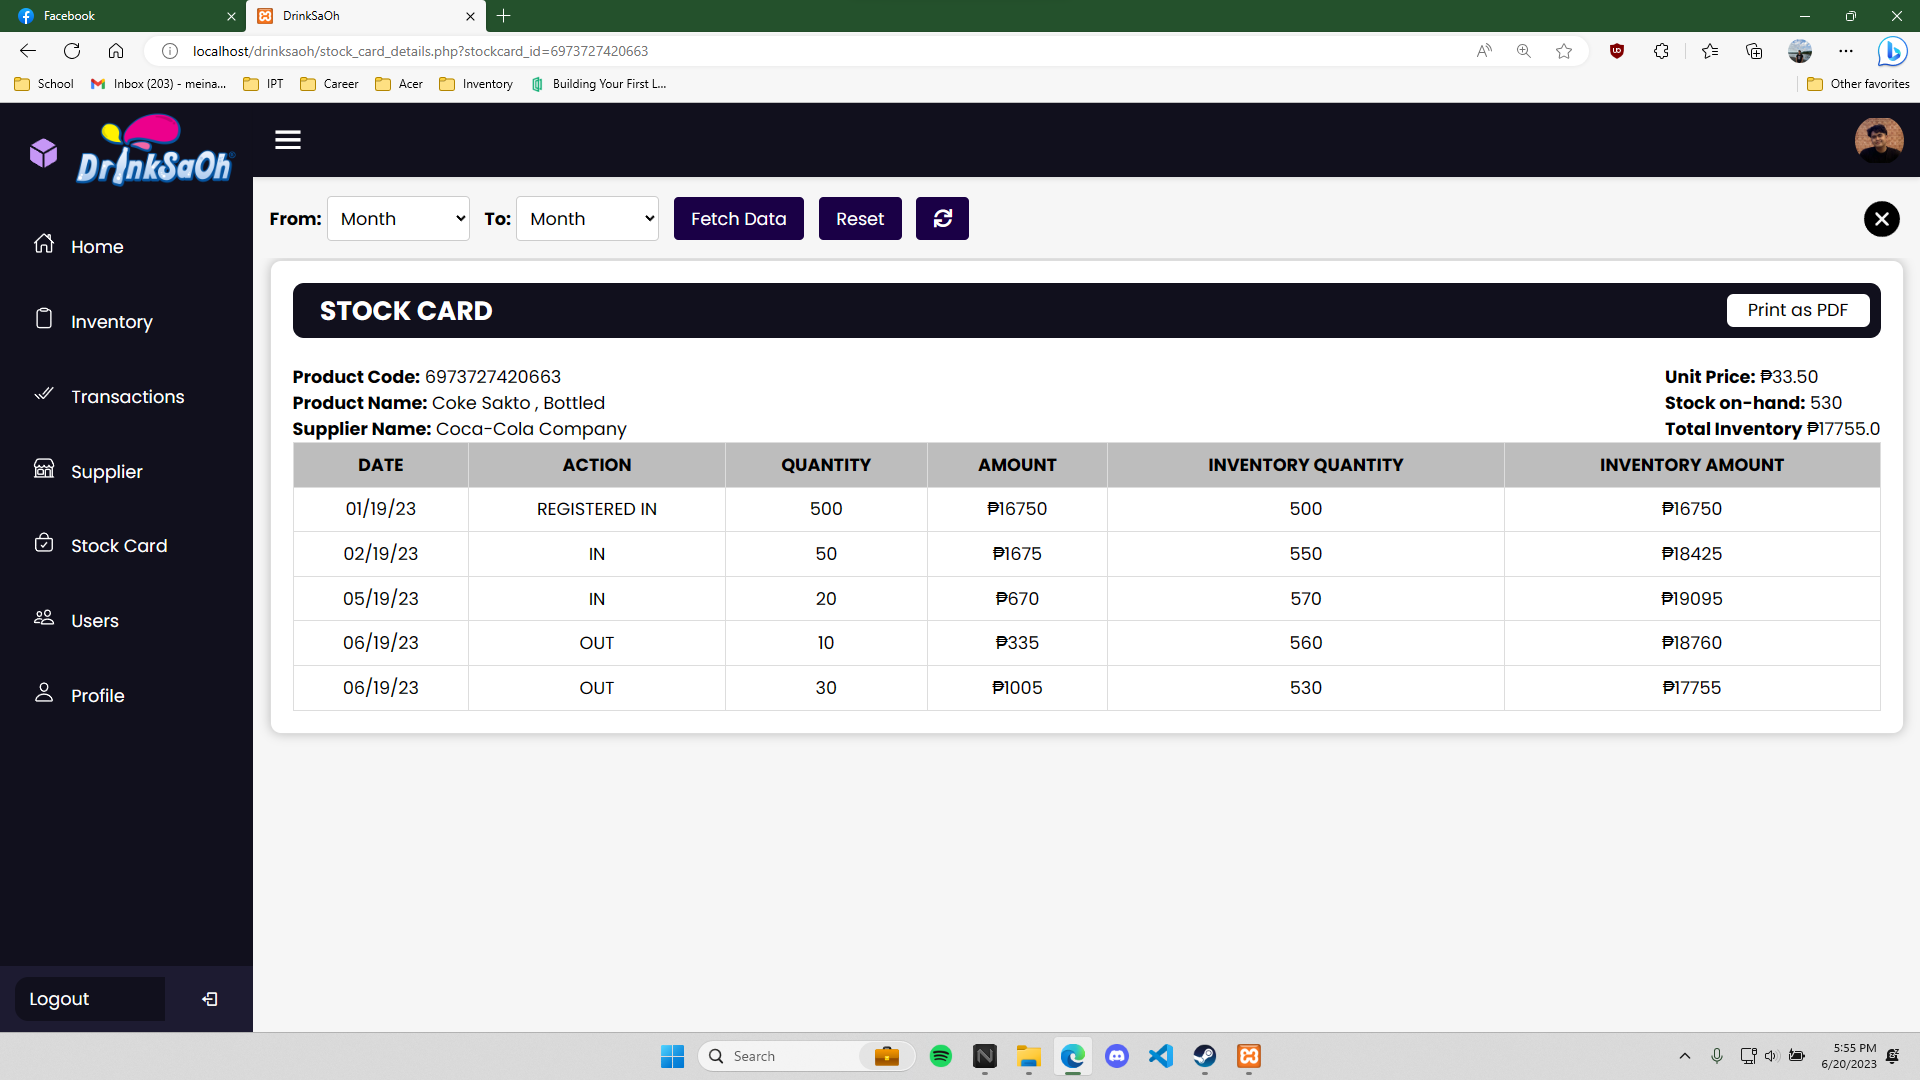 Facebook
DrinkSaOh
localhost/drinksaoh/stock_card_details.php?stockcard_id=6973727420663
School
Inbox (203) - meina...
IPT
Career
Acer
Inventory
Building Your First L...
Other favorites
DrinkSaOh
Home
Inventory
Transactions
Supplier
Stock Card
Users
Profile
Logout
From: Month To: Month Fetch Data Reset
STOCK CARD
Print as PDF
Product Code: 6973727420663
Product Name: Coke Sakto , Bottled
Supplier Name: Coca-Cola Company
Unit Price: ₱33.50
Stock on-hand: 530
Total Inventory ₱17755.0
DATE ACTION QUANTITY AMOUNT INVENTORY QUANTITY INVENTORY AMOUNT
01/19/23 REGISTERED IN 500 ₱16750 500 ₱16750
02/19/23 IN 50 ₱1675 550 ₱18425
05/19/23 IN 20 ₱670 570 ₱19095
06/19/23 OUT 10 ₱335 560 ₱18760
06/19/23 OUT 30 ₱1005 530 ₱17755
Search
5:55 PM
6/20/2023